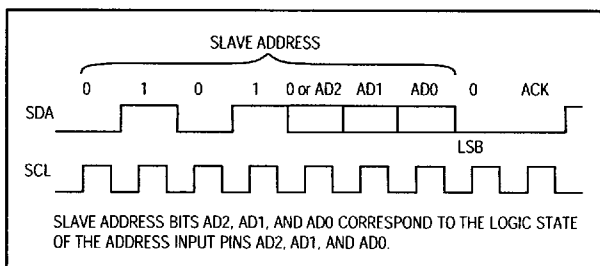 SLAVE ADDRESS
0 1 0 1 0 or AD2 AD1 AD0 0 ACK
SDA
LSB
SCL
SLAVE ADDRESS BITS AD2, AD1, AND AD0 CORRESPOND TO THE LOGIC STATE
OF THE ADDRESS INPUT PINS AD2, AD1, AND AD0.